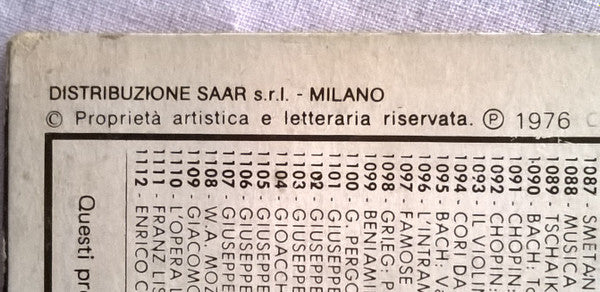 DISTRIBUZIONE SAAR s.r.l. - MILANO
© Proprietà artistica e letteraria riservata. Ⓟ 1976
1087 - SMETAN
1088 - MUSICA
1089 - TSCHAIK
1090 - BACH: To
1091 - CHOPIN:
1092 - CHOPIN:
1093 - IL VIOLIN
1094 - CORI DA
1095 - BACH:
1096 - L'INTRAM
1097 - FAMOSE
1098 - GRIEG: P
1099 - BENIAMI
1100 - G. PERGO
1101 - GIUSEPPE
1102 - GIUSEPPE
1103 - GIUSEPPE
1104 - GIOACCH
1105 - GIUSEPPE
1106 - GIUSEPPE
1107 - GIUSEPPE
1108 - W.A. MOZ
1109 - GIACOMO
1110 - L'OPERA L
1111 - FRANZ LIS
1112 - ENRICO C
Questi pr